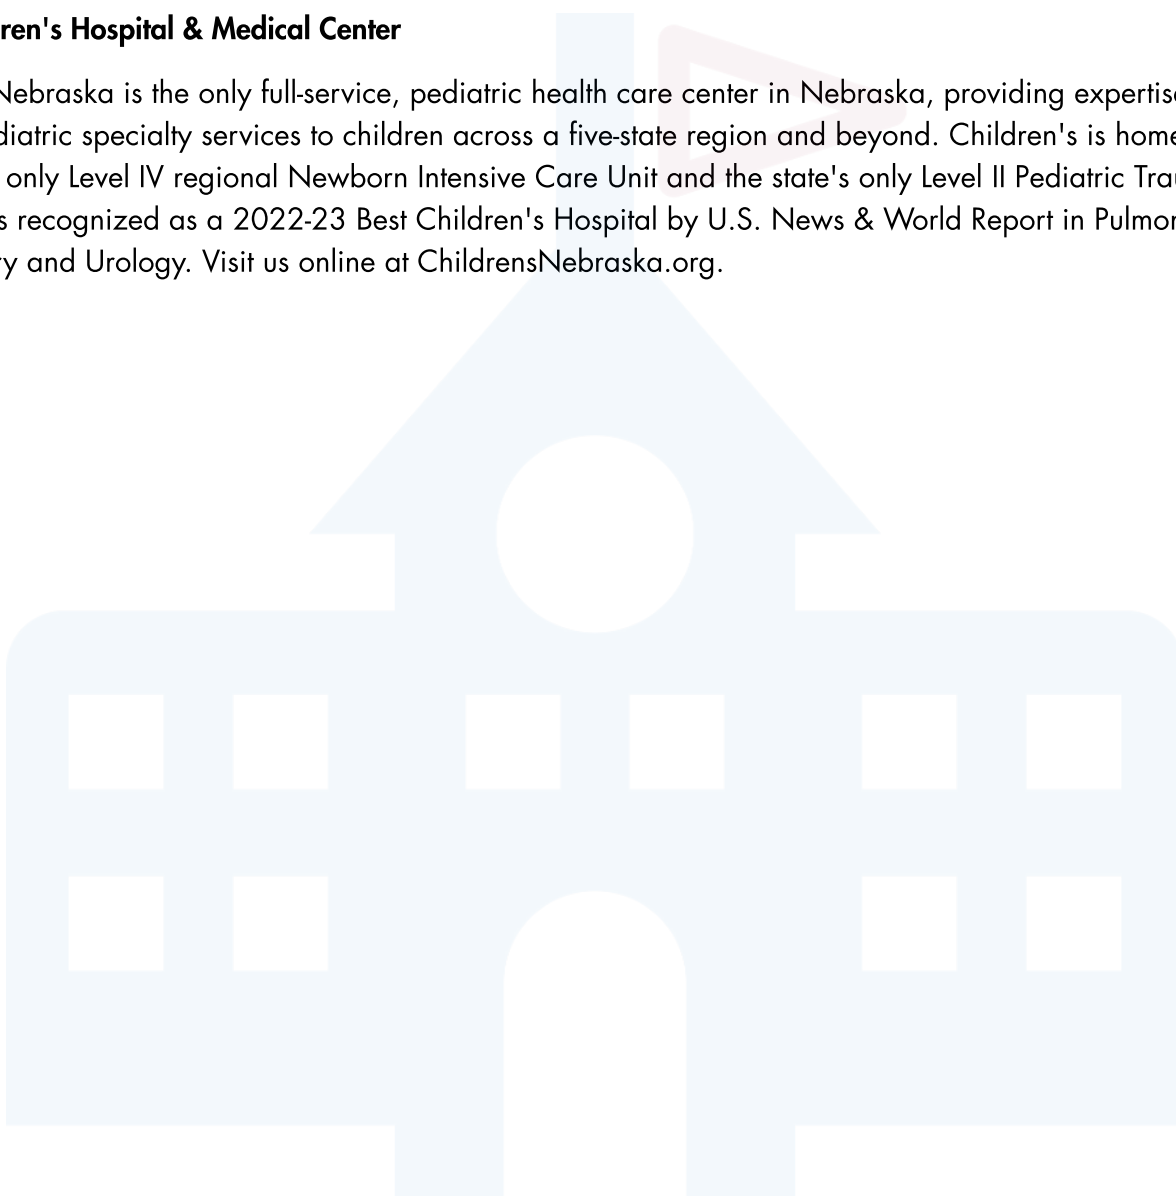 ren's Hospital & Medical Center
Nebraska is the only full-service, pediatric health care center in Nebraska, providing expertis
diatric specialty services to children across a five-state region and beyond. Children's is home
only Level IV regional Newborn Intensive Care Unit and the state's only Level II Pediatric Tra
s recognized as a 2022-23 Best Children's Hospital by U.S. News & World Report in Pulmon
ry and Urology. Visit us online at ChildrensNebraska.org.